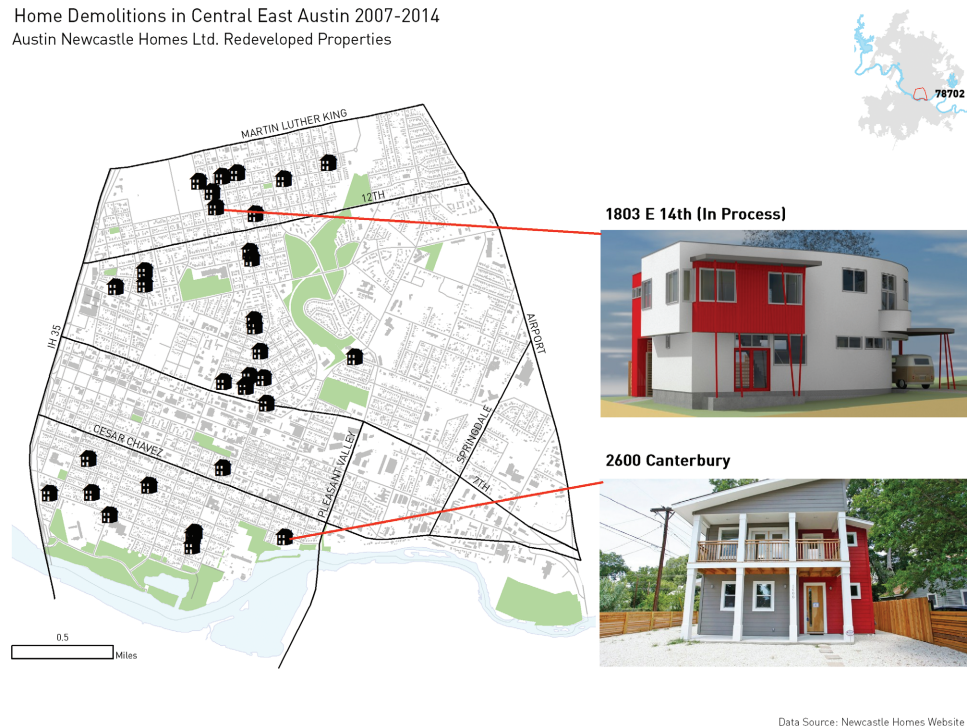 Home Demolitions in Central East Austin 2007-2014
Austin Newcastle Homes Ltd. Redeveloped Properties
78702
MARTIN LUTHER KING
12TH
1803 E 14th (In Process)
IH 35
AIRPORT
CESAR CHAVEZ
PLEASANT VALLEY
SPRINGDALE
7TH
2600 Canterbury
0.5
Miles
Data Source: Newcastle Homes Website